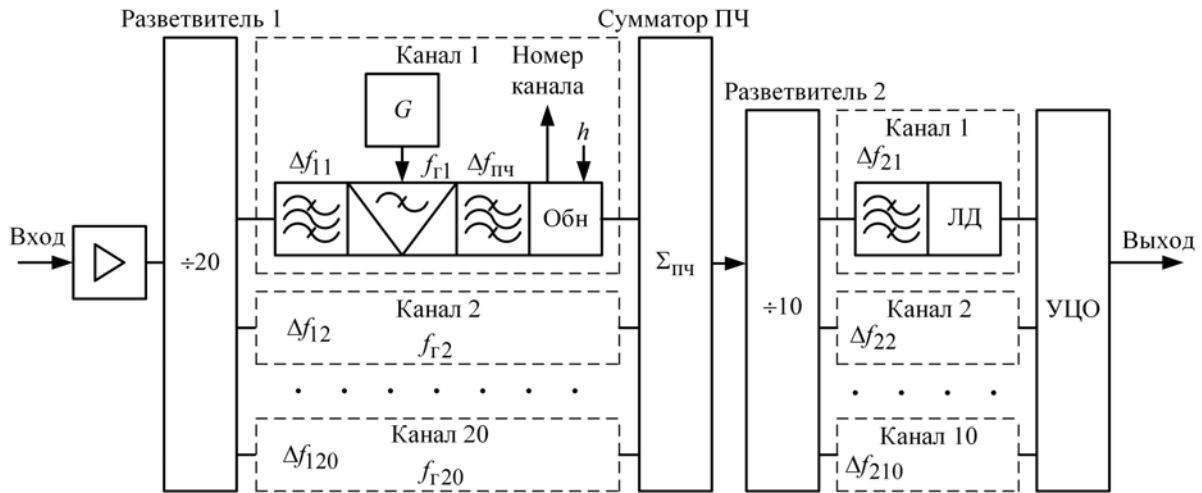 Разветвитель 1
Сумматор ПЧ
Канал 1
Номер
канала
G
h
Разветвитель 2
Канал 1
Δf11
fг1
Δfпч
Δf21
Обн
ЛД
Вход
÷20
Σпч
÷10
УЦО
Выход
Канал 2
Δf12
fг2
Канал 2
Δf22
Канал 20
Δf120
fг20
Канал 10
Δf210